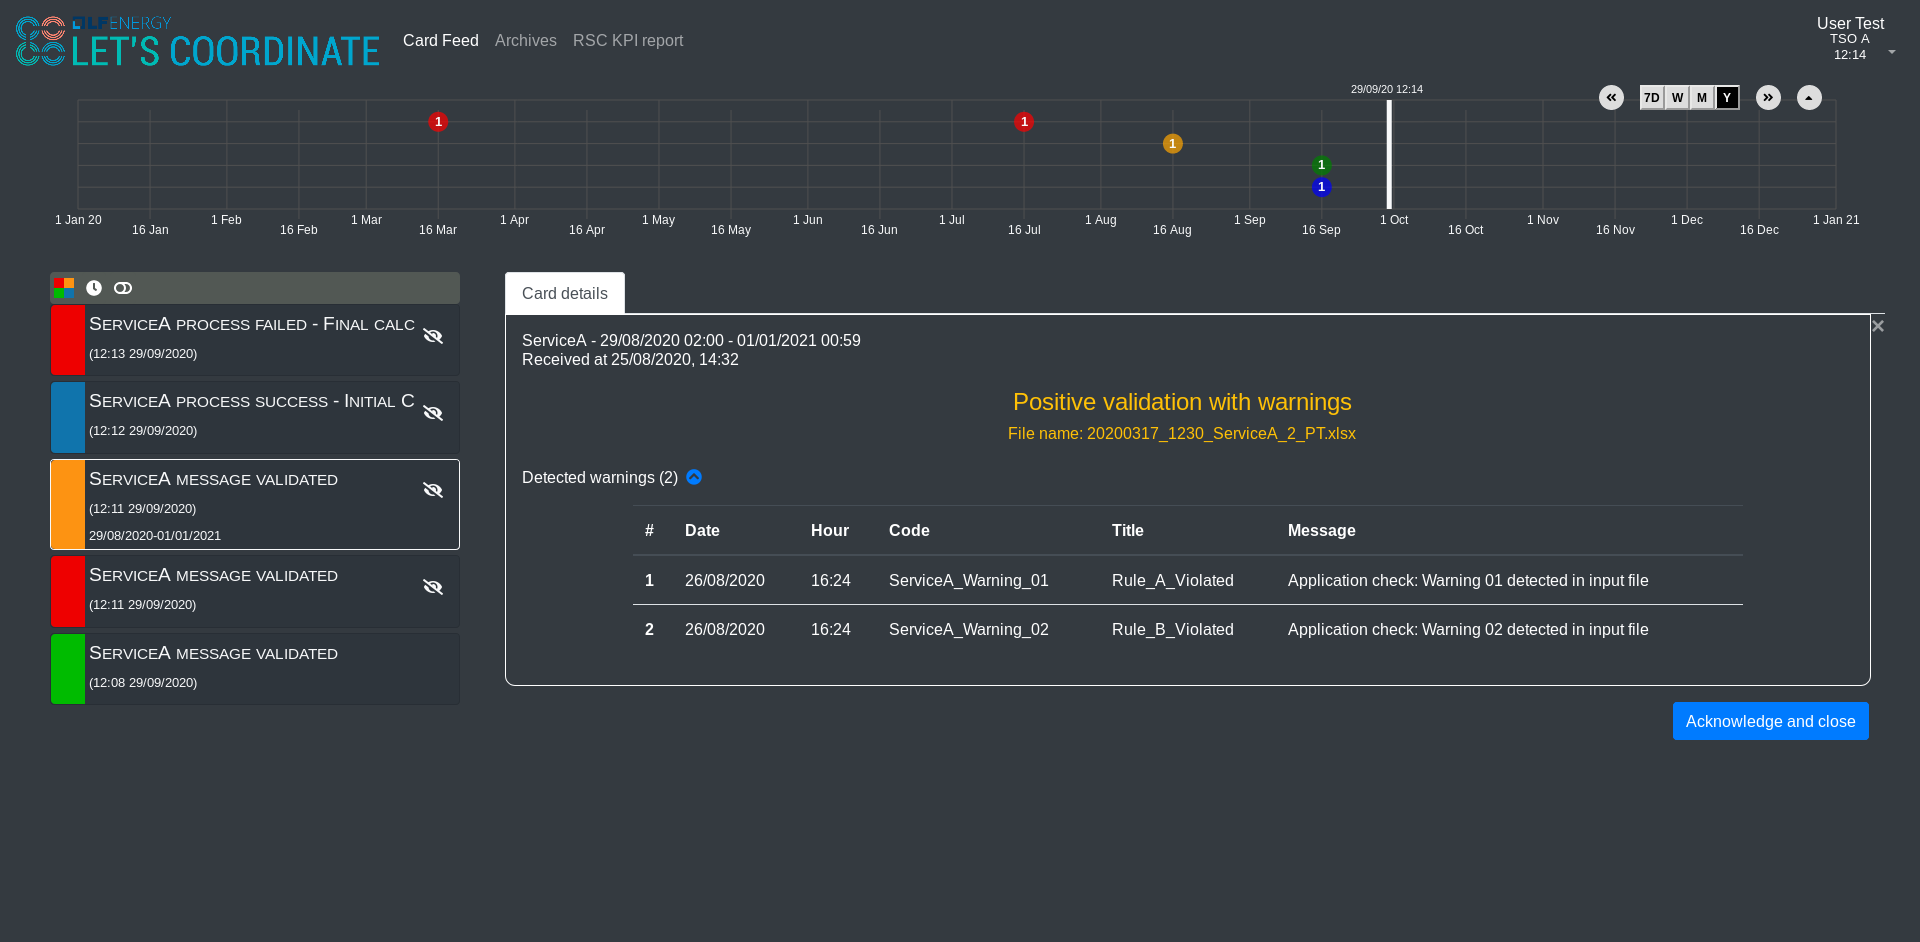 LF ENERGY
LET'S COORDINATE
Card Feed
Archives
RSC KPI report
User Test
TSO A
12:14
29/09/20 12:14
7D W M Y
1
1
1
1
1
1 Jan 20
16 Jan
1 Feb
16 Feb
1 Mar
16 Mar
1 Apr
16 Apr
1 May
16 May
1 Jun
16 Jun
1 Jul
16 Jul
1 Aug
16 Aug
1 Sep
16 Sep
1 Oct
16 Oct
1 Nov
16 Nov
1 Dec
16 Dec
1 Jan 21
ServiceA process failed - Final calc
(12:13 29/09/2020)
ServiceA process success - Initial C
(12:12 29/09/2020)
ServiceA message validated
(12:11 29/09/2020)
29/08/2020-01/01/2021
ServiceA message validated
(12:11 29/09/2020)
ServiceA message validated
(12:08 29/09/2020)
Card details
×
ServiceA - 29/08/2020 02:00 - 01/01/2021 00:59
Received at 25/08/2020, 14:32
Positive validation with warnings
File name: 20200317_1230_ServiceA_2_PT.xlsx
Detected warnings (2)
# Date Hour Code Title Message
1 26/08/2020 16:24 ServiceA_Warning_01 Rule_A_Violated Application check: Warning 01 detected in input file
2 26/08/2020 16:24 ServiceA_Warning_02 Rule_B_Violated Application check: Warning 02 detected in input file
Acknowledge and close